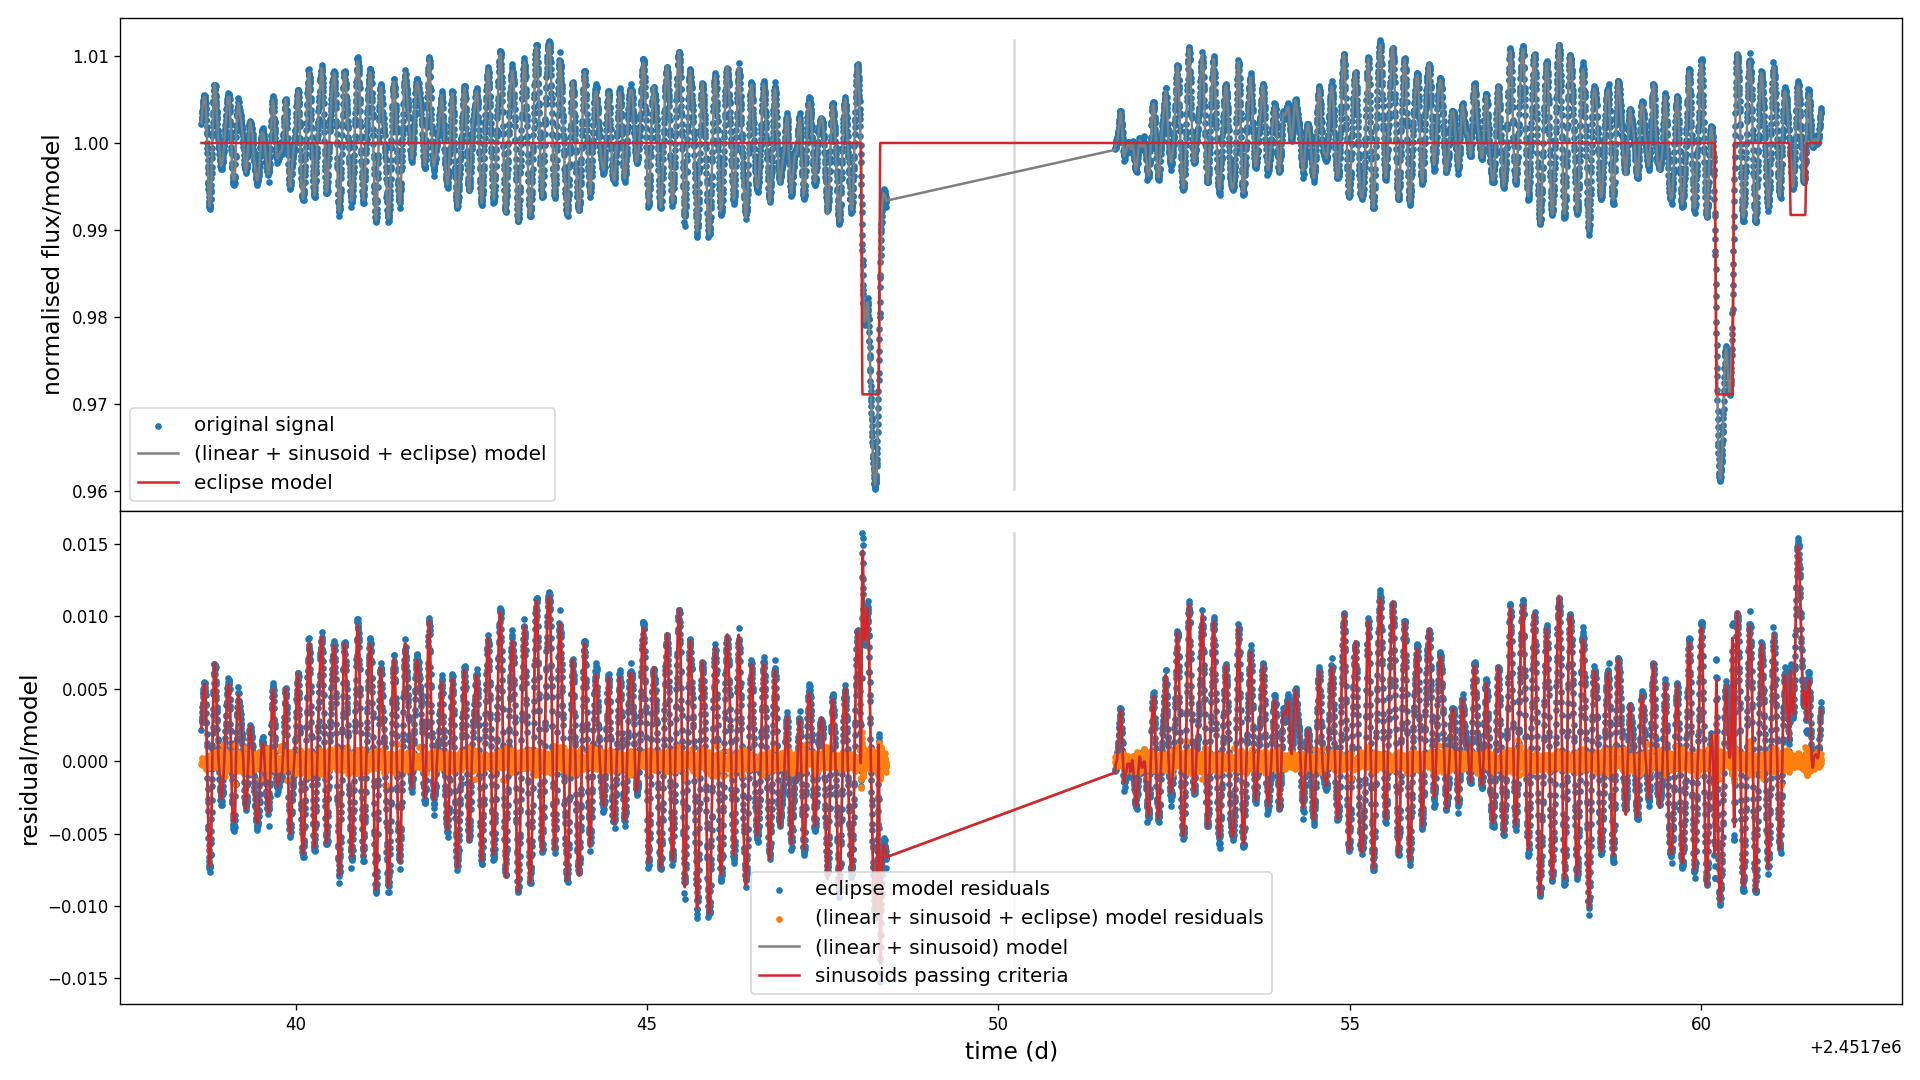 normalised flux/model
1.01
1.00
0.99
0.98
0.97
0.96
original signal
(linear + sinusoid + eclipse) model
eclipse model
residual/model
0.015
0.010
0.005
0.000
−0.005
−0.010
−0.015
eclipse model residuals
(linear + sinusoid + eclipse) model residuals
(linear + sinusoid) model
sinusoids passing criteria
40 45 50 55 60
time (d)
+2.4517e6